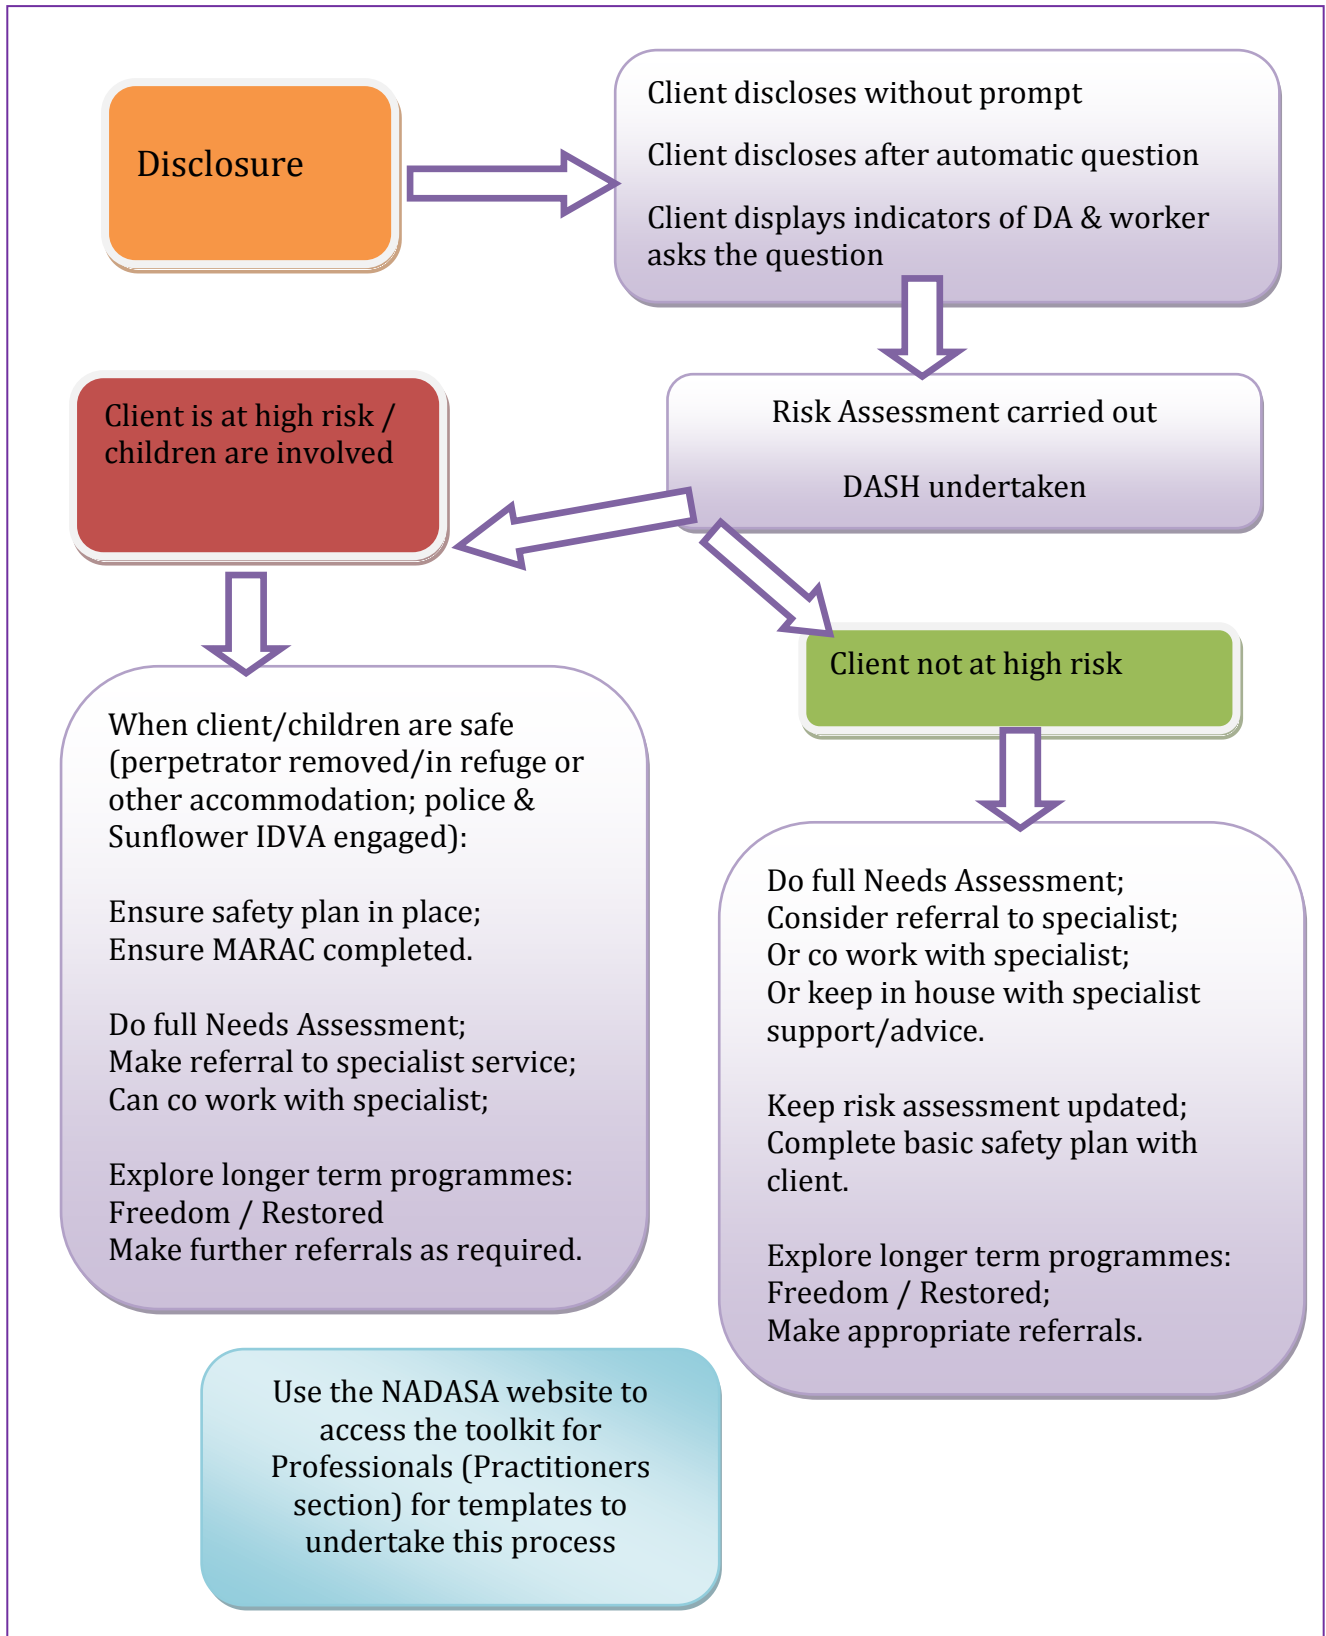 Disclosure
Client discloses without prompt
Client discloses after automatic question
Client displays indicators of DA & worker
asks the question
Risk Assessment carried out
DASH undertaken
Client is at high risk /
children are involved
Client not at high risk
When client/children are safe
(perpetrator removed/in refuge or
other accommodation; police &
Sunflower IDVA engaged):
Ensure safety plan in place;
Ensure MARAC completed.
Do full Needs Assessment;
Make referral to specialist service;
Can co work with specialist;
Explore longer term programmes:
Freedom / Restored
Make further referrals as required.
Do full Needs Assessment;
Consider referral to specialist;
Or co work with specialist;
Or keep in house with specialist
support/advice.
Keep risk assessment updated;
Complete basic safety plan with
client.
Explore longer term programmes:
Freedom / Restored;
Make appropriate referrals.
Use the NADASA website to
access the toolkit for
Professionals (Practitioners
section) for templates to
undertake this process